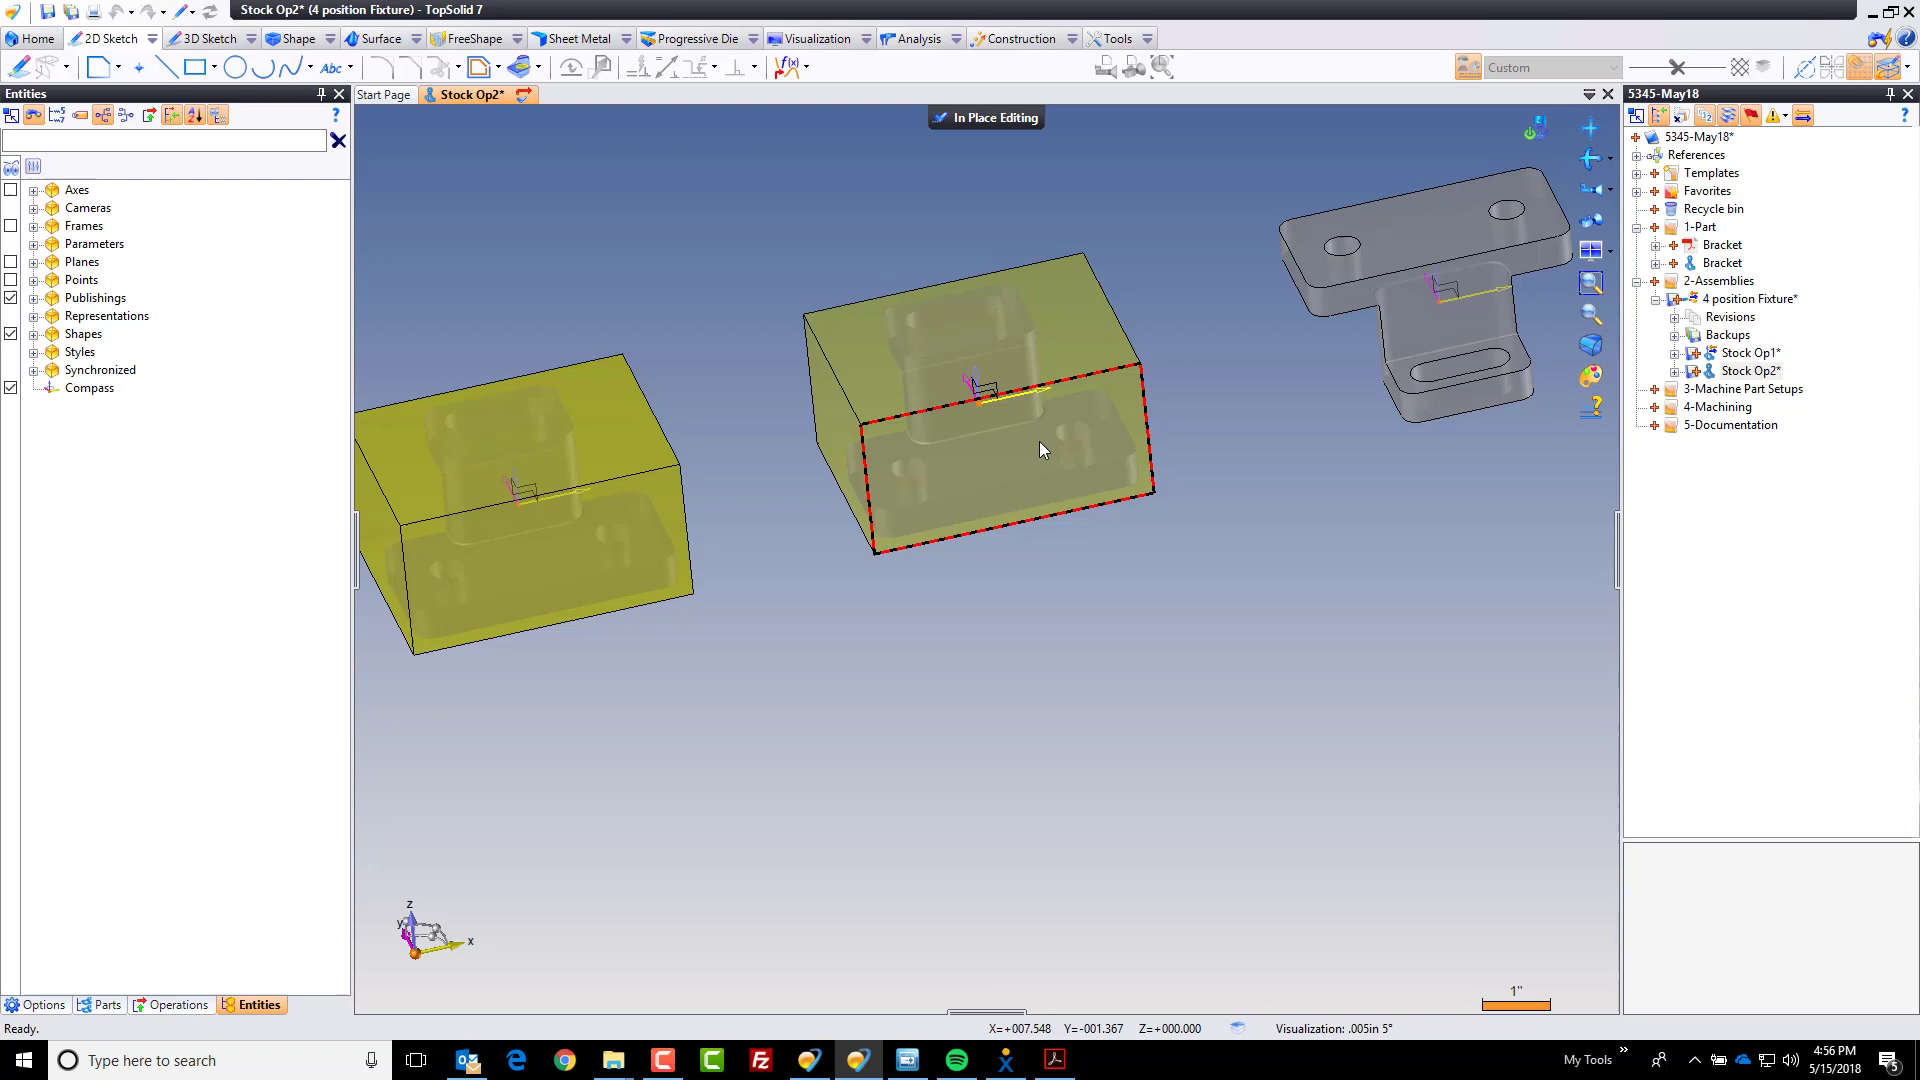 Stock Op2* (4 position Fixture) - TopSolid 7
Home
2D Sketch
3D Sketch
Shape
Surface
FreeShape
Sheet Metal
Progressive Die
Visualization
Analysis
Construction
Tools
Abc
Custom
Entities
Start Page
Stock Op2*
5345-May18
In Place Editing
Axes
Cameras
Frames
Parameters
Planes
Points
Publishings
Representations
Shapes
Styles
Synchronized
Compass
5345-May18*
References
Templates
Favorites
Recycle bin
1-Part
Bracket
Bracket
2-Assemblies
4 position Fixture*
Revisions
Backups
Stock Op1*
Stock Op2*
3-Machine Part Setups
4-Machining
5-Documentation
z
y
x
1"
Options
Parts
Operations
Entities
Ready.
X=+007.548 Y=-001.367 Z=+000.000
Visualization: .005in 5°
Type here to search
My Tools
4:56 PM
5/15/2018
5